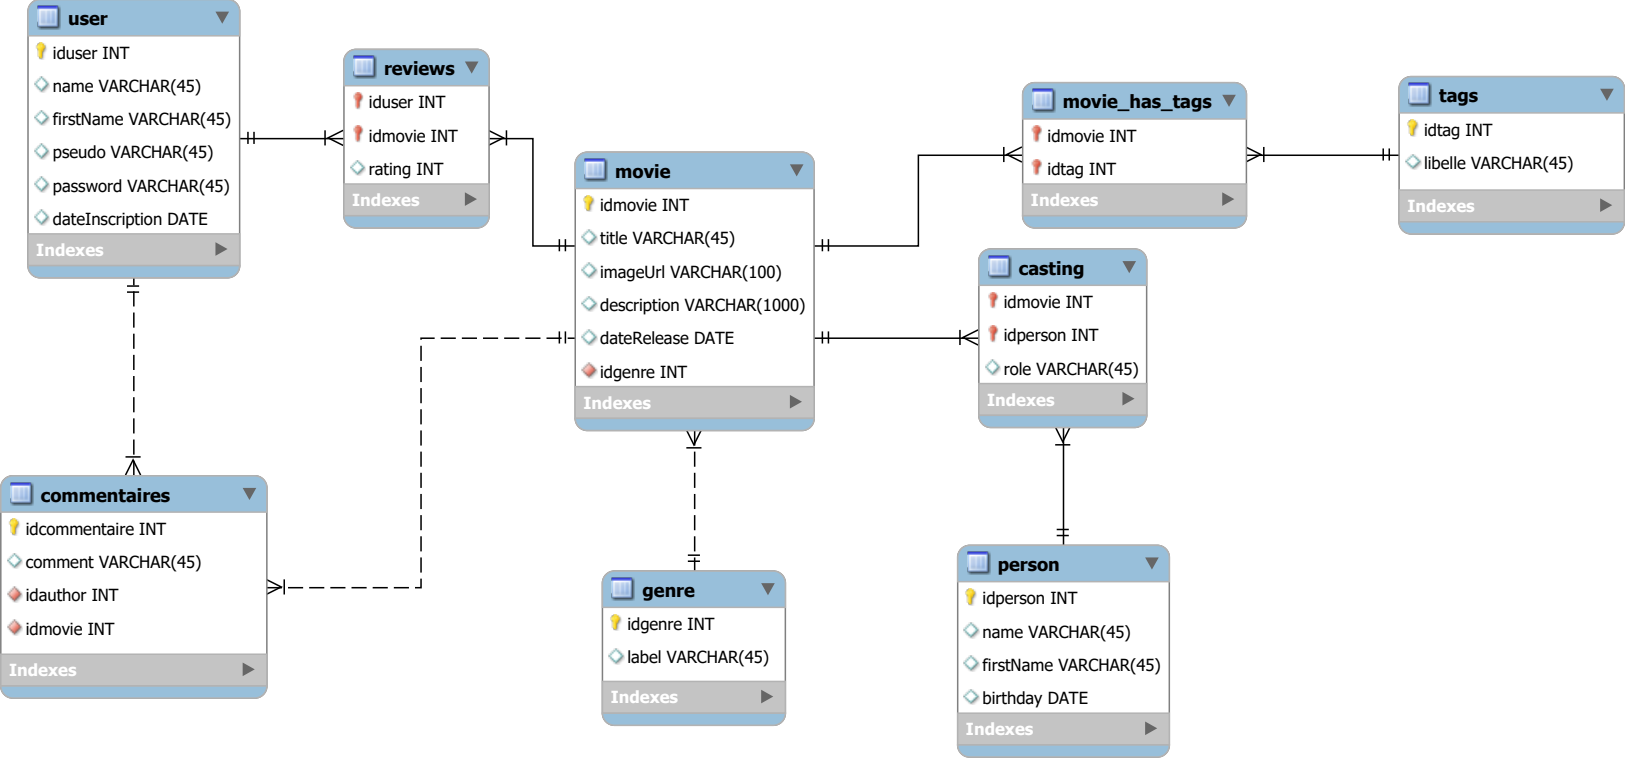 user
iduser INT
name VARCHAR(45)
firstName VARCHAR(45)
pseudo VARCHAR(45)
password VARCHAR(45)
dateInscription DATE
Indexes
reviews
iduser INT
idmovie INT
rating INT
Indexes
movie
idmovie INT
title VARCHAR(45)
imageUrl VARCHAR(100)
description VARCHAR(1000)
dateRelease DATE
idgenre INT
Indexes
movie_has_tags
idmovie INT
idtag INT
Indexes
tags
idtag INT
libelle VARCHAR(45)
Indexes
casting
idmovie INT
idperson INT
role VARCHAR(45)
Indexes
commentaires
idcommentaire INT
comment VARCHAR(45)
idauthor INT
idmovie INT
Indexes
genre
idgenre INT
label VARCHAR(45)
Indexes
person
idperson INT
name VARCHAR(45)
firstName VARCHAR(45)
birthday DATE
Indexes